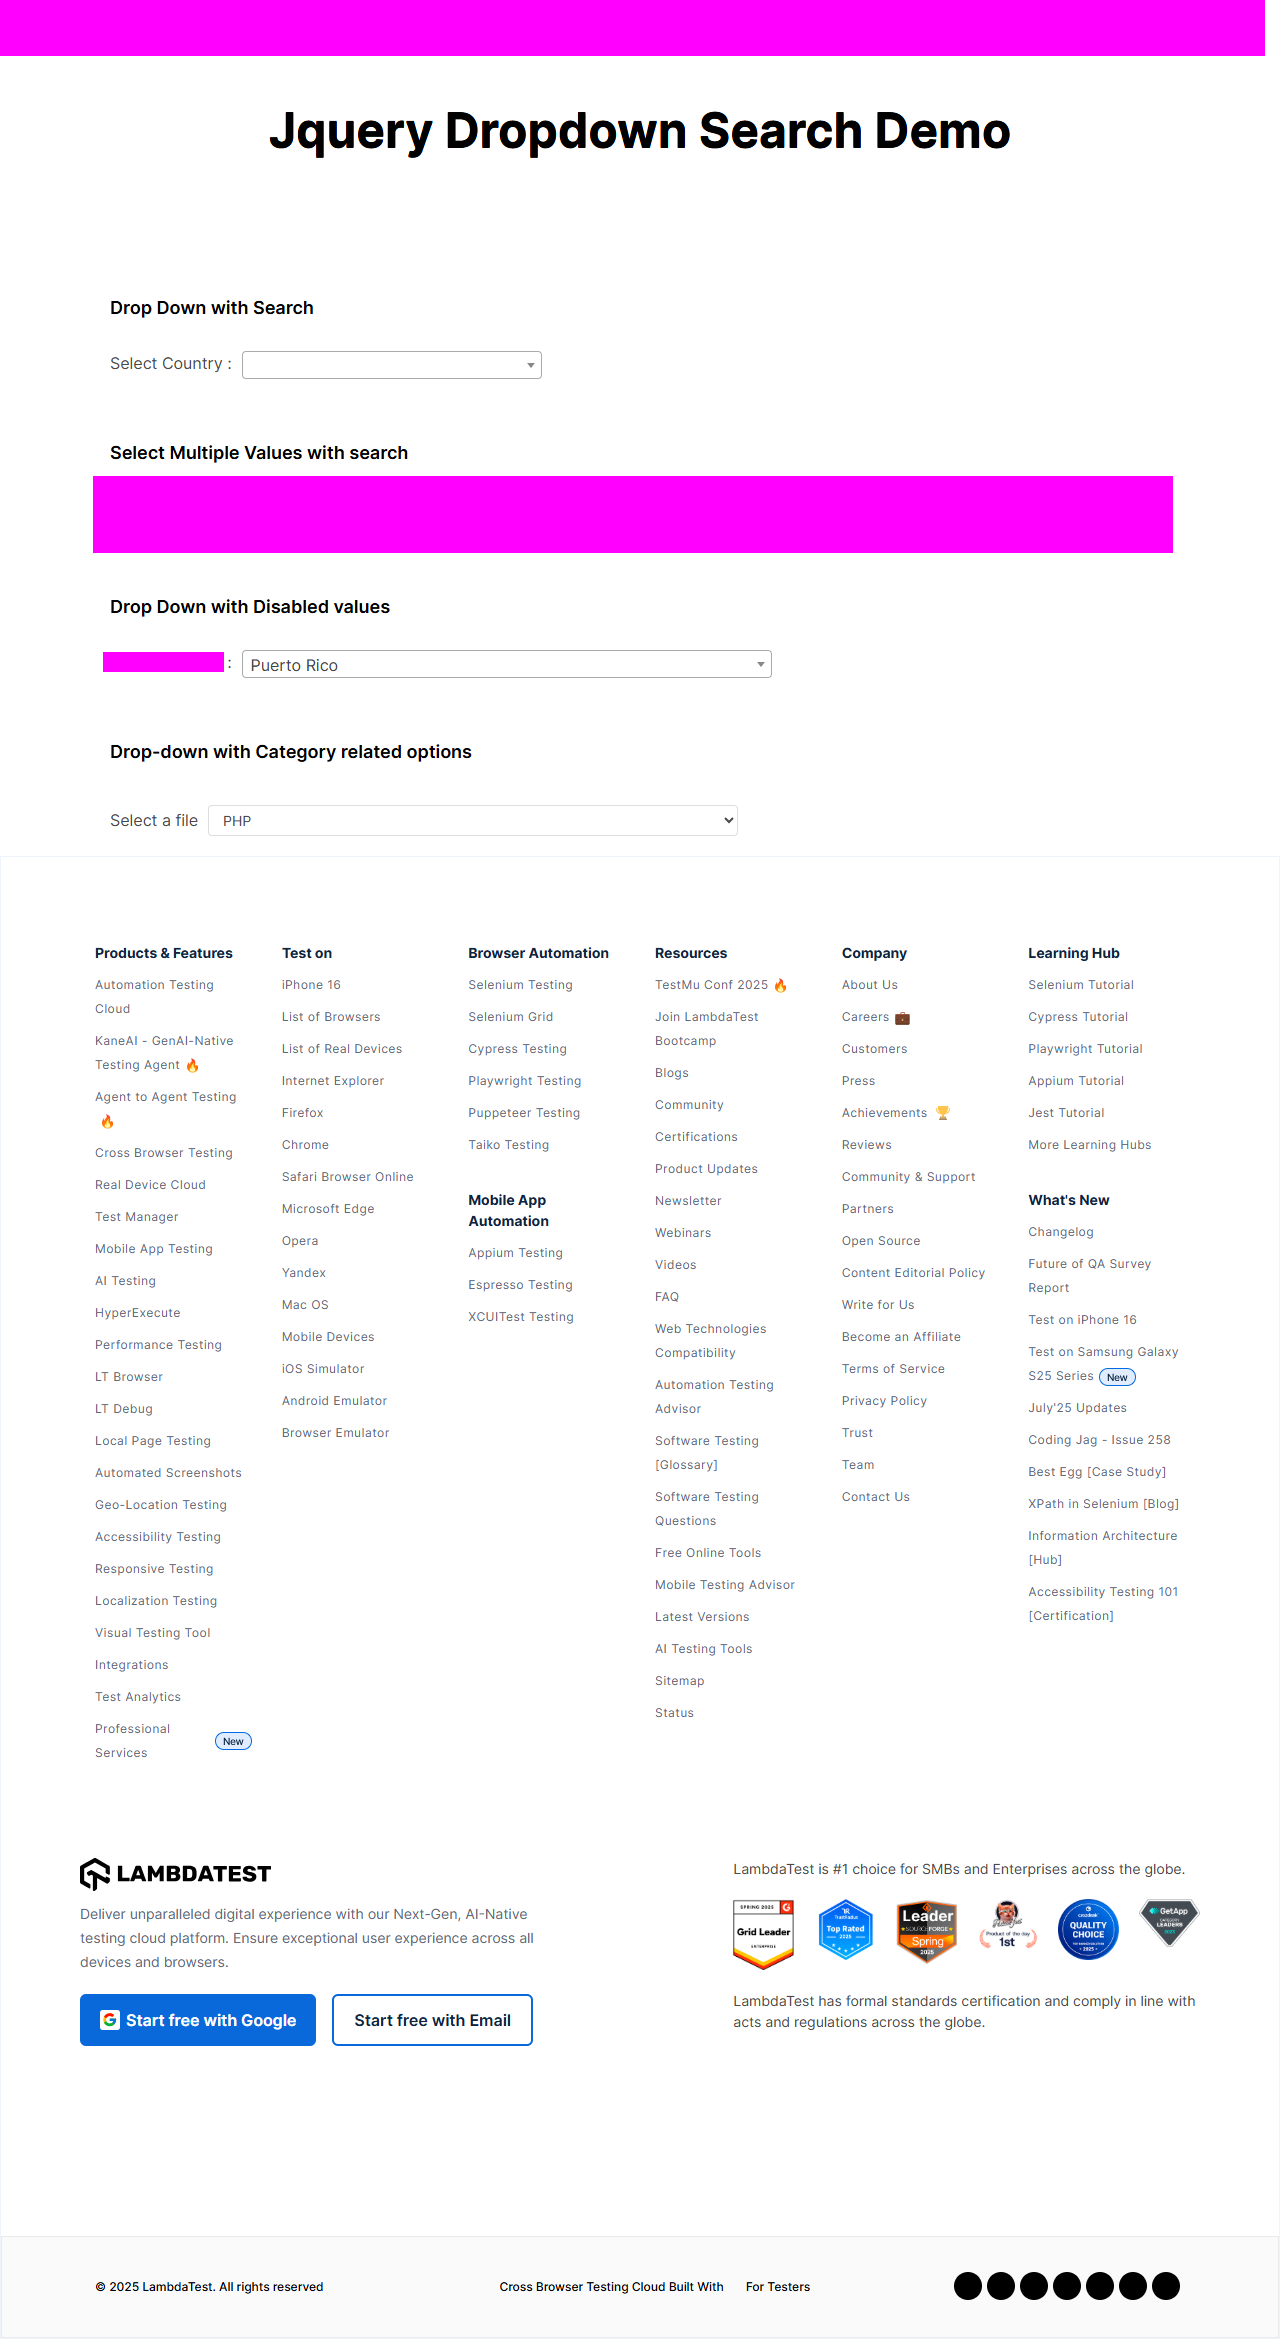 Jquery Dropdown Search Demo
Drop Down with Search
Select Country :
Select Multiple Values with search
Drop Down with Disabled values
: Puerto Rico
Drop-down with Category related options
Select a file PHP
Products & Features
Automation Testing
Cloud
KaneAI - GenAI-Native
Testing Agent 🔥
Agent to Agent Testing
🔥
Cross Browser Testing
Real Device Cloud
Test Manager
Mobile App Testing
AI Testing
HyperExecute
Performance Testing
LT Browser
LT Debug
Local Page Testing
Automated Screenshots
Geo-Location Testing
Accessibility Testing
Responsive Testing
Localization Testing
Visual Testing Tool
Integrations
Test Analytics
Professional
Services New
Test on
iPhone 16
List of Browsers
List of Real Devices
Internet Explorer
Firefox
Chrome
Safari Browser Online
Microsoft Edge
Opera
Yandex
Mac OS
Mobile Devices
iOS Simulator
Android Emulator
Browser Emulator
Browser Automation
Selenium Testing
Selenium Grid
Cypress Testing
Playwright Testing
Puppeteer Testing
Taiko Testing
Mobile App
Automation
Appium Testing
Espresso Testing
XCUITest Testing
Resources
TestMu Conf 2025 🔥
Join LambdaTest
Bootcamp
Blogs
Community
Certifications
Product Updates
Newsletter
Webinars
Videos
FAQ
Web Technologies
Compatibility
Automation Testing
Advisor
Software Testing
[Glossary]
Software Testing
Questions
Free Online Tools
Mobile Testing Advisor
Latest Versions
AI Testing Tools
Sitemap
Status
Company
About Us
Careers 💼
Customers
Press
Achievements 🏆
Reviews
Community & Support
Partners
Open Source
Content Editorial Policy
Write for Us
Become an Affiliate
Terms of Service
Privacy Policy
Trust
Team
Contact Us
Learning Hub
Selenium Tutorial
Cypress Tutorial
Playwright Tutorial
Appium Tutorial
Jest Tutorial
More Learning Hubs
What's New
Changelog
Future of QA Survey
Report
Test on iPhone 16
Test on Samsung Galaxy
S25 Series New
July'25 Updates
Coding Jag - Issue 258
Best Egg [Case Study]
XPath in Selenium [Blog]
Information Architecture
[Hub]
Accessibility Testing 101
[Certification]
LAMBDATEST
Deliver unparalleled digital experience with our Next-Gen, AI-Native
testing cloud platform. Ensure exceptional user experience across all
devices and browsers.
Start free with Google
Start free with Email
LambdaTest is #1 choice for SMBs and Enterprises across the globe.
SPRING 2025
Grid Leader
ENTERPRISE
TrustRadius
Top Rated
2025
Leader
SOURCEFORGE
Spring
2025
Product of the day
1st
crozdesk
QUALITY
CHOICE
2025
GetApp
CATEGORY
LEADERS
LambdaTest has formal standards certification and comply in line with
acts and regulations across the globe.
© 2025 LambdaTest. All rights reserved
Cross Browser Testing Cloud Built With For Testers